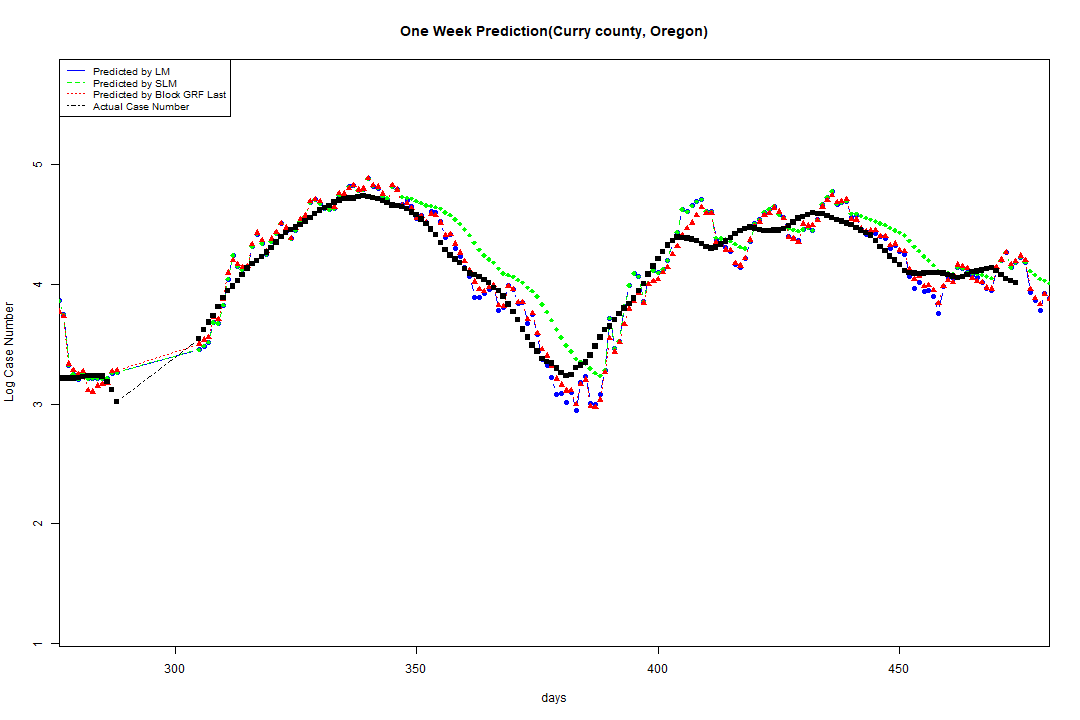 One Week Prediction(Curry county, Oregon)
Predicted by LM
Predicted by SLM
Predicted by Block GRF Last
Actual Case Number
5
4
3
2
1
Log Case Number
300
350
400
450
days